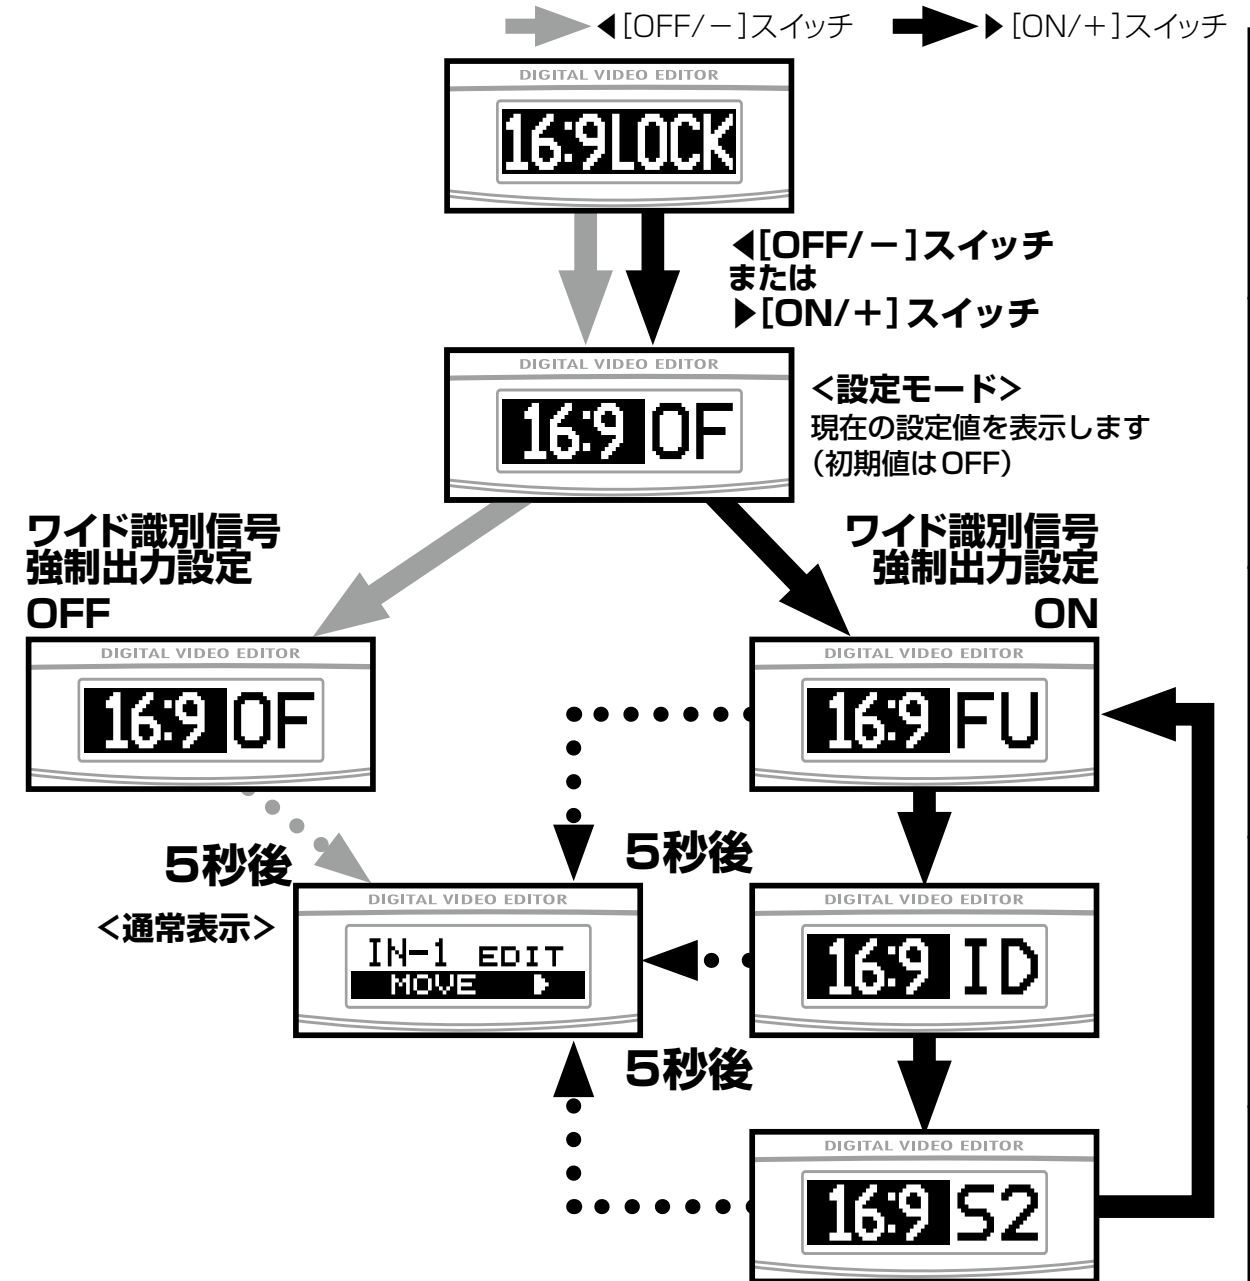 ◀[OFF/－]スイッチ ▶[ON/＋]スイッチ
DIGITAL VIDEO EDITOR
16:9LOCK
◀[OFF/－]スイッチ
または
▶[ON/＋]スイッチ
DIGITAL VIDEO EDITOR
16:9 OF
＜設定モード＞
現在の設定値を表示します
（初期値はOFF）
ワイド識別信号
強制出力設定
OFF
ワイド識別信号
強制出力設定
ON
DIGITAL VIDEO EDITOR
16:9 OF
DIGITAL VIDEO EDITOR
16:9 FU
5秒後
5秒後
＜通常表示＞
DIGITAL VIDEO EDITOR
IN-1 EDIT
MOVE ▶
DIGITAL VIDEO EDITOR
16:9 ID
5秒後
DIGITAL VIDEO EDITOR
16:9 S2